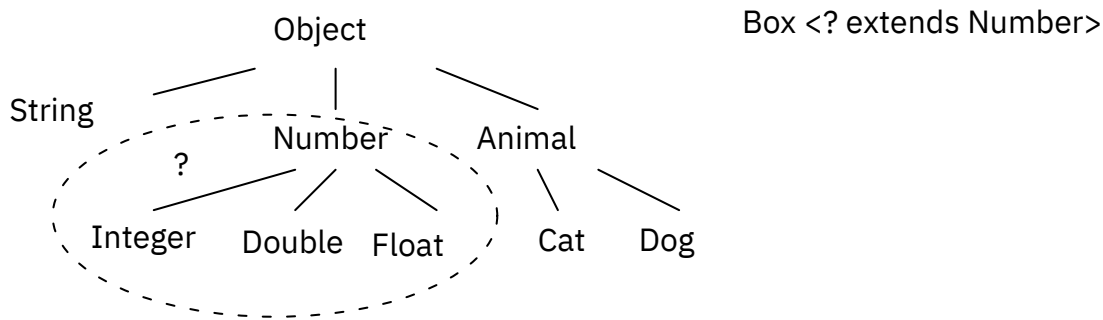 Object
Box <? extends Number>
String
Number
Animal
?
Integer
Double
Float
Cat
Dog